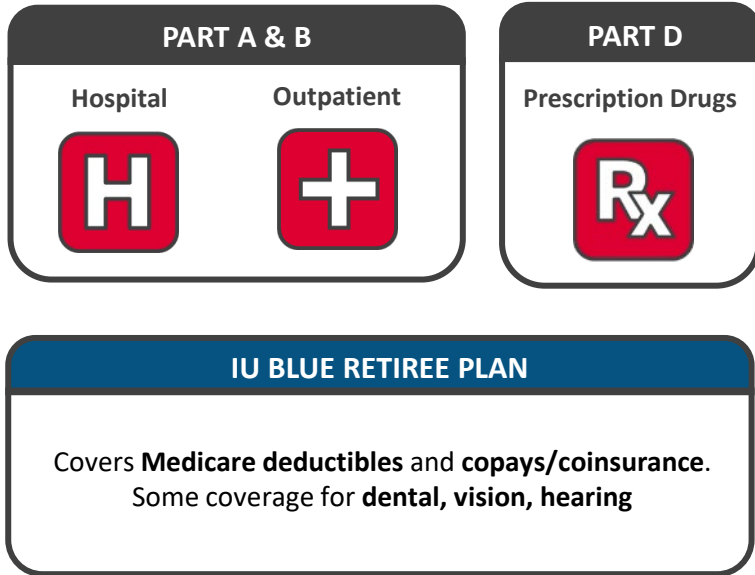 PART A & B
Hospital
Outpatient
H
PART D
Prescription Drugs
Rx
IU BLUE RETIREE PLAN
Covers Medicare deductibles and copays/coinsurance.
Some coverage for dental, vision, hearing